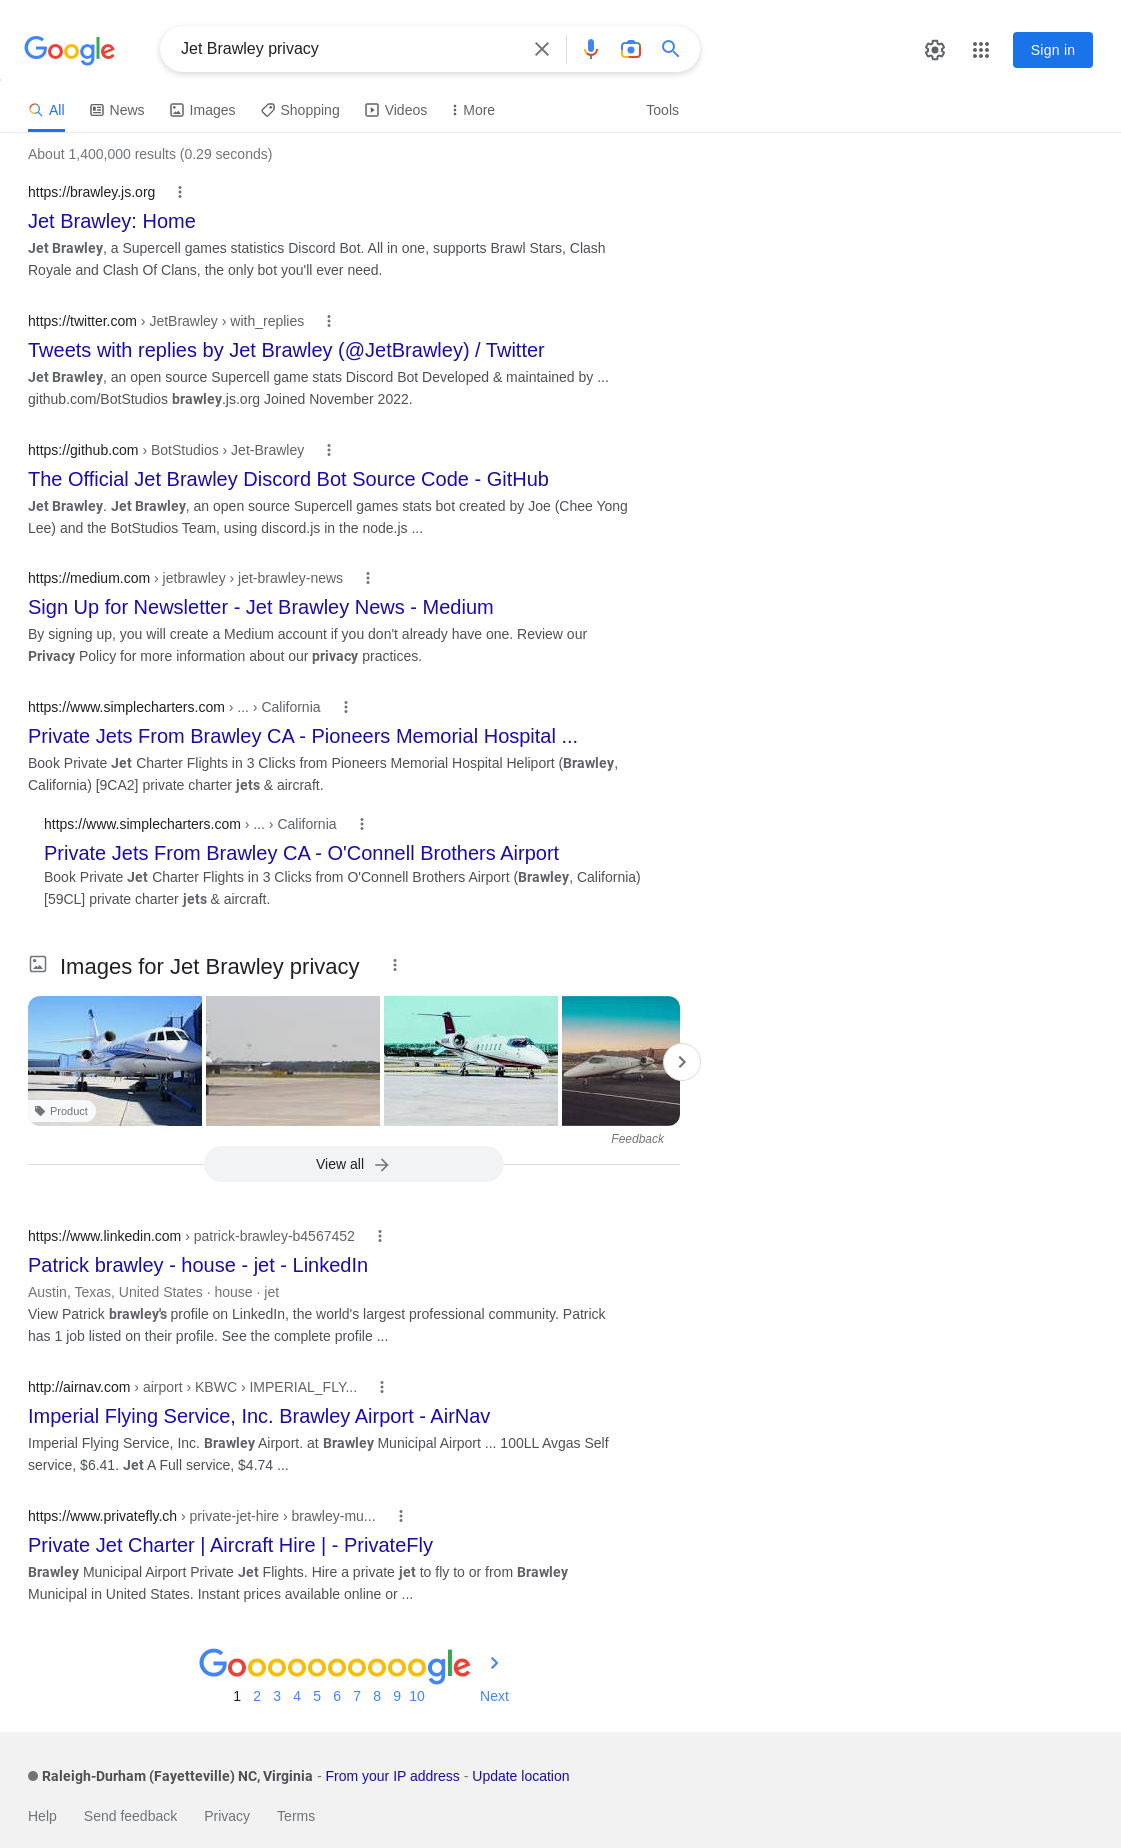 Google
Jet Brawley privacy
Sign in
All
News
Images
Shopping
Videos
More
Tools
About 1,400,000 results (0.29 seconds)
https://brawley.js.org
Jet Brawley: Home
Jet Brawley, a Supercell games statistics Discord Bot. All in one, supports Brawl Stars, Clash
Royale and Clash Of Clans, the only bot you'll ever need.
https://twitter.com › JetBrawley › with_replies
Tweets with replies by Jet Brawley (@JetBrawley) / Twitter
Jet Brawley, an open source Supercell game stats Discord Bot Developed & maintained by ...
github.com/BotStudios brawley.js.org Joined November 2022.
https://github.com › BotStudios › Jet-Brawley
The Official Jet Brawley Discord Bot Source Code - GitHub
Jet Brawley. Jet Brawley, an open source Supercell games stats bot created by Joe (Chee Yong
Lee) and the BotStudios Team, using discord.js in the node.js ...
https://medium.com › jetbrawley › jet-brawley-news
Sign Up for Newsletter - Jet Brawley News - Medium
By signing up, you will create a Medium account if you don't already have one. Review our
Privacy Policy for more information about our privacy practices.
https://www.simplecharters.com › ... › California
Private Jets From Brawley CA - Pioneers Memorial Hospital ...
Book Private Jet Charter Flights in 3 Clicks from Pioneers Memorial Hospital Heliport (Brawley,
California) [9CA2] private charter jets & aircraft.
https://www.simplecharters.com › ... › California
Private Jets From Brawley CA - O'Connell Brothers Airport
Book Private Jet Charter Flights in 3 Clicks from O'Connell Brothers Airport (Brawley, California)
[59CL] private charter jets & aircraft.
Images for Jet Brawley privacy
Product
Feedback
View all
https://www.linkedin.com › patrick-brawley-b4567452
Patrick brawley - house - jet - LinkedIn
Austin, Texas, United States · house · jet
View Patrick brawley's profile on LinkedIn, the world's largest professional community. Patrick
has 1 job listed on their profile. See the complete profile ...
http://airnav.com › airport › KBWC › IMPERIAL_FLY...
Imperial Flying Service, Inc. Brawley Airport - AirNav
Imperial Flying Service, Inc. Brawley Airport. at Brawley Municipal Airport ... 100LL Avgas Self
service, $6.41. Jet A Full service, $4.74 ...
https://www.privatefly.ch › private-jet-hire › brawley-mu...
Private Jet Charter | Aircraft Hire | - PrivateFly
Brawley Municipal Airport Private Jet Flights. Hire a private jet to fly to or from Brawley
Municipal in United States. Instant prices available online or ...
Goooooooooogle
1 2 3 4 5 6 7 8 9 10 Next
Raleigh-Durham (Fayetteville) NC, Virginia - From your IP address - Update location
Help Send feedback Privacy Terms